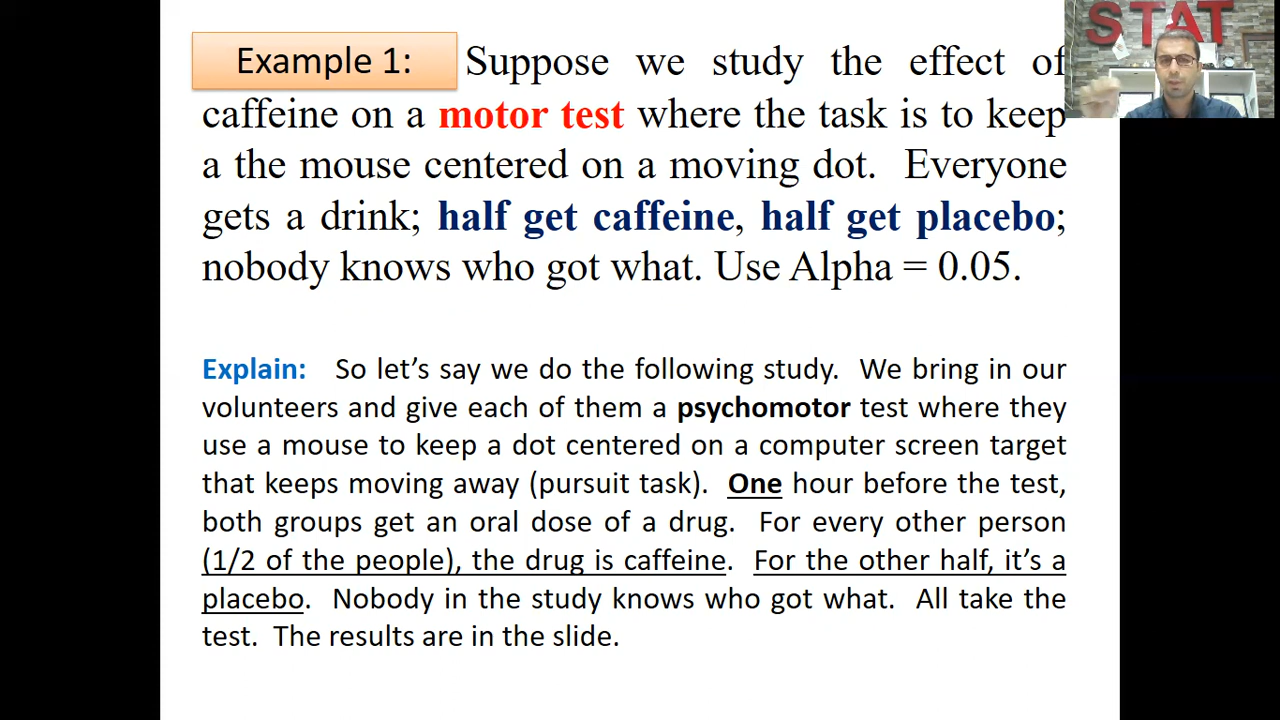 STAT
Example 1: Suppose we study the effect of
caffeine on a motor test where the task is to keep
a the mouse centered on a moving dot. Everyone
gets a drink; half get caffeine, half get placebo;
nobody knows who got what. Use Alpha = 0.05.
Explain: So let's say we do the following study. We bring in our
volunteers and give each of them a psychomotor test where they
use a mouse to keep a dot centered on a computer screen target
that keeps moving away (pursuit task). One hour before the test,
both groups get an oral dose of a drug. For every other person
(1/2 of the people), the drug is caffeine. For the other half, it's a
placebo. Nobody in the study knows who got what. All take the
test. The results are in the slide.